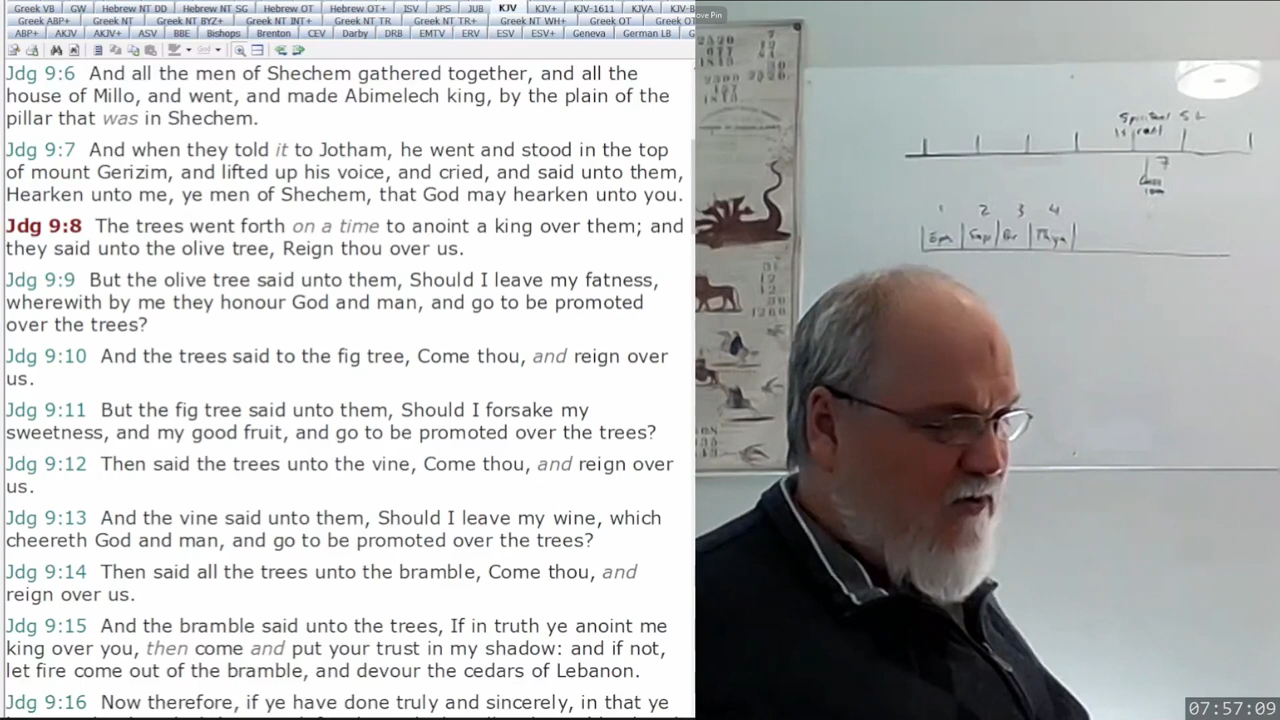 Greek VB GW Hebrew NT DD Hebrew NT SG Hebrew OT Hebrew OT+ ISV JPS JUB KJV KJV+ KJV-1611 KJVA KJV-B
Greek ABP+ Greek NT Greek NT BYZ+ Greek NT INT+ Greek NT TR Greek NT TR+ Greek NT WH+ Greek OT Greek O
ABP+ AKJV AKJV+ ASV BBE Bishops Brenton CEV Darby DRB EMTV ERV ESV ESV+ Geneva German LB G
Jdg 9:6 And all the men of Shechem gathered together, and all the
house of Millo, and went, and made Abimelech king, by the plain of the
pillar that was in Shechem.
Jdg 9:7 And when they told it to Jotham, he went and stood in the top
of mount Gerizim, and lifted up his voice, and cried, and said unto them,
Hearken unto me, ye men of Shechem, that God may hearken unto you.
Jdg 9:8 The trees went forth on a time to anoint a king over them; and
they said unto the olive tree, Reign thou over us.
Jdg 9:9 But the olive tree said unto them, Should I leave my fatness,
wherewith by me they honour God and man, and go to be promoted
over the trees?
Jdg 9:10 And the trees said to the fig tree, Come thou, and reign over
us.
Jdg 9:11 But the fig tree said unto them, Should I forsake my
sweetness, and my good fruit, and go to be promoted over the trees?
Jdg 9:12 Then said the trees unto the vine, Come thou, and reign over
us.
Jdg 9:13 And the vine said unto them, Should I leave my wine, which
cheereth God and man, and go to be promoted over the trees?
Jdg 9:14 Then said all the trees unto the bramble, Come thou, and
reign over us.
Jdg 9:15 And the bramble said unto the trees, If in truth ye anoint me
king over you, then come and put your trust in my shadow: and if not,
let fire come out of the bramble, and devour the cedars of Lebanon.
Jdg 9:16 Now therefore, if ye have done truly and sincerely, in that ye
ove Pin
2520
677
1843
2300
457
1843
1260
Spiritual
7
1 2 3 4
Eph
07:57:09